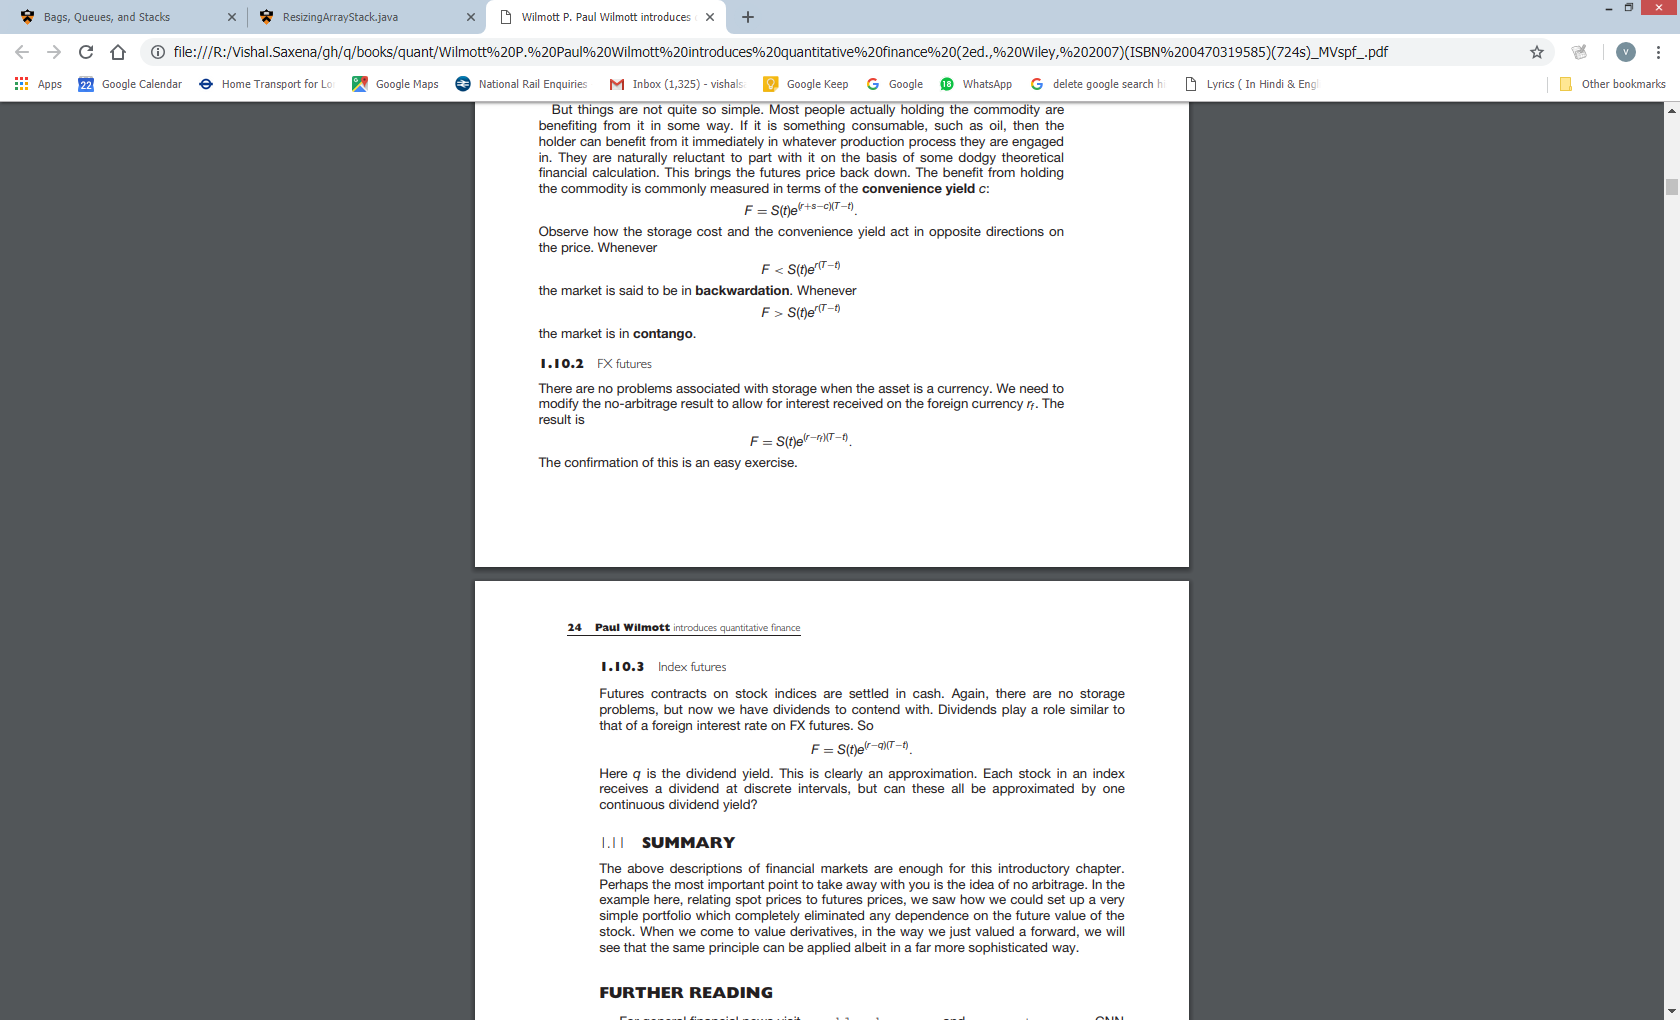 Bags, Queues, and Stacks
ResizingArrayStack.java
Wilmott P. Paul Wilmott introduces
file:///R:/Vishal.Saxena/gh/q/books/quant/Wilmott%20P.%20Paul%20Wilmott%20introduces%20quantitative%20finance%20(2ed.,%20Wiley,%202007)(ISBN%200470319585)(724s)_MVspf_.pdf
V
Apps 22 Google Calendar Home Transport for Lo Google Maps National Rail Enquiries Inbox (1,325) - vishals Google Keep Google 18 WhatsApp delete google search hi Lyrics ( In Hindi & Engl Other bookmarks
But things are not quite so simple. Most people actually holding the commodity are
benefiting from it in some way. If it is something consumable, such as oil, then the
holder can benefit from it immediately in whatever production process they are engaged
in. They are naturally reluctant to part with it on the basis of some dodgy theoretical
financial calculation. This brings the futures price back down. The benefit from holding
the commodity is commonly measured in terms of the convenience yield c:
F = S(t)e^(r+s−c)(T−t).
Observe how the storage cost and the convenience yield act in opposite directions on
the price. Whenever
F < S(t)e^r(T−t)
the market is said to be in backwardation. Whenever
F > S(t)e^r(T−t)
the market is in contango.
1.10.2 FX futures
There are no problems associated with storage when the asset is a currency. We need to
modify the no-arbitrage result to allow for interest received on the foreign currency r_f. The
result is
F = S(t)e^(r−r_f)(T−t).
The confirmation of this is an easy exercise.
24 Paul Wilmott introduces quantitative finance
1.10.3 Index futures
Futures contracts on stock indices are settled in cash. Again, there are no storage
problems, but now we have dividends to contend with. Dividends play a role similar to
that of a foreign interest rate on FX futures. So
F = S(t)e^(r−q)(T−t).
Here q is the dividend yield. This is clearly an approximation. Each stock in an index
receives a dividend at discrete intervals, but can these all be approximated by one
continuous dividend yield?
1.11 SUMMARY
The above descriptions of financial markets are enough for this introductory chapter.
Perhaps the most important point to take away with you is the idea of no arbitrage. In the
example here, relating spot prices to futures prices, we saw how we could set up a very
simple portfolio which completely eliminated any dependence on the future value of the
stock. When we come to value derivatives, in the way we just valued a forward, we will
see that the same principle can be applied albeit in a far more sophisticated way.
FURTHER READING
For general financial news visit and CNN